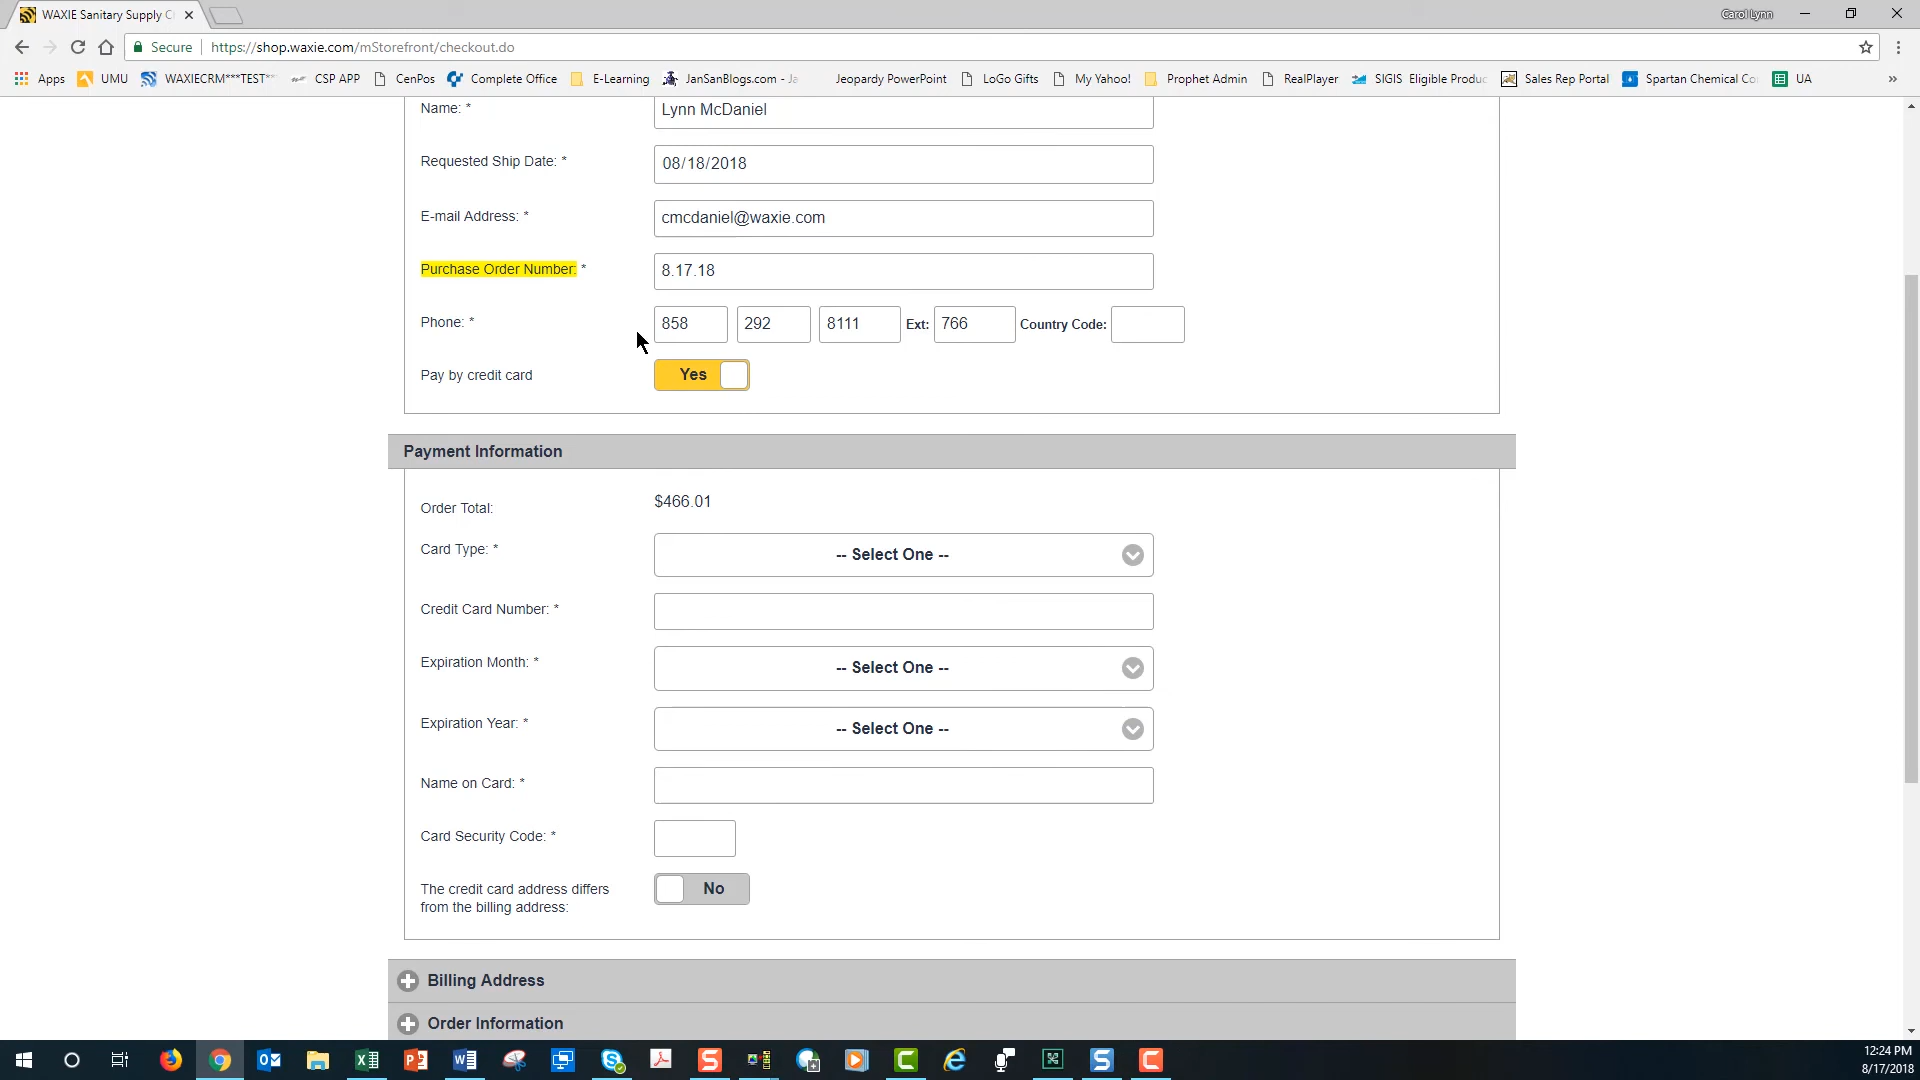 WAXIE Sanitary Supply
Carol Lynn
Secure https://shop.waxie.com/mStorefront/checkout.do
Apps UMU WAXIECRM***TEST** CSP APP CenPos Complete Office E-Learning JanSanBlogs.com - Ja Jeopardy PowerPoint LoGo Gifts My Yahoo! Prophet Admin RealPlayer SIGIS Eligible Produc Sales Rep Portal Spartan Chemical Co UA »
Name: * Lynn McDaniel
Requested Ship Date: * 08/18/2018
E-mail Address: * cmcdaniel@waxie.com
Purchase Order Number: * 8.17.18
Phone: * 858 292 8111 Ext: 766 Country Code:
Pay by credit card Yes
Payment Information
Order Total: $466.01
Card Type: * -- Select One --
Credit Card Number: *
Expiration Month: * -- Select One --
Expiration Year: * -- Select One --
Name on Card: *
Card Security Code: *
The credit card address differs No
from the billing address:
Billing Address
Order Information
12:24 PM
8/17/2018